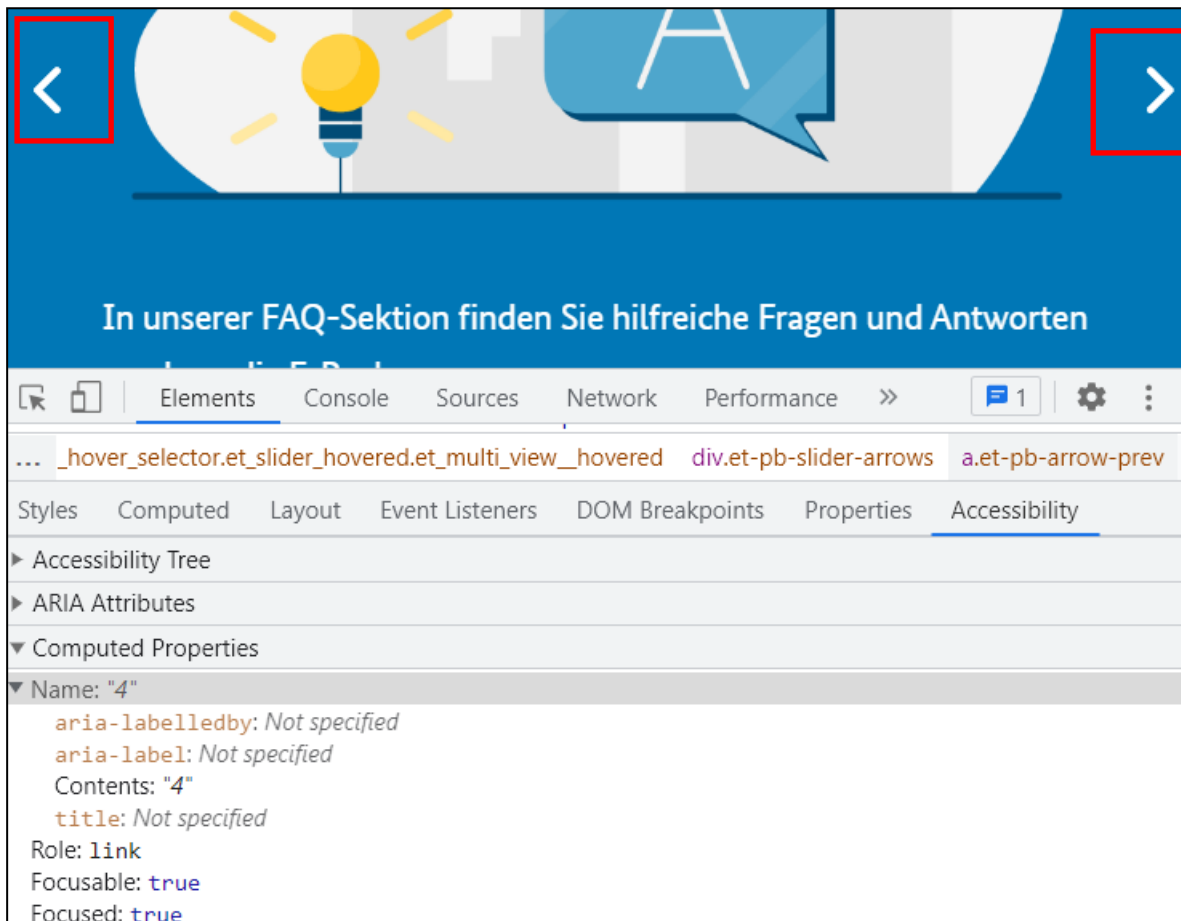 A
In unserer FAQ-Sektion finden Sie hilfreiche Fragen und Antworten
Elements Console Sources Network Performance » 1
... _hover_selector.et_slider_hovered.et_multi_view__hovered div.et-pb-slider-arrows a.et-pb-arrow-prev
Styles Computed Layout Event Listeners DOM Breakpoints Properties Accessibility
Accessibility Tree
ARIA Attributes
Computed Properties
Name: "4"
aria-labelledby: Not specified
aria-label: Not specified
Contents: "4"
title: Not specified
Role: link
Focusable: true
Focused: true